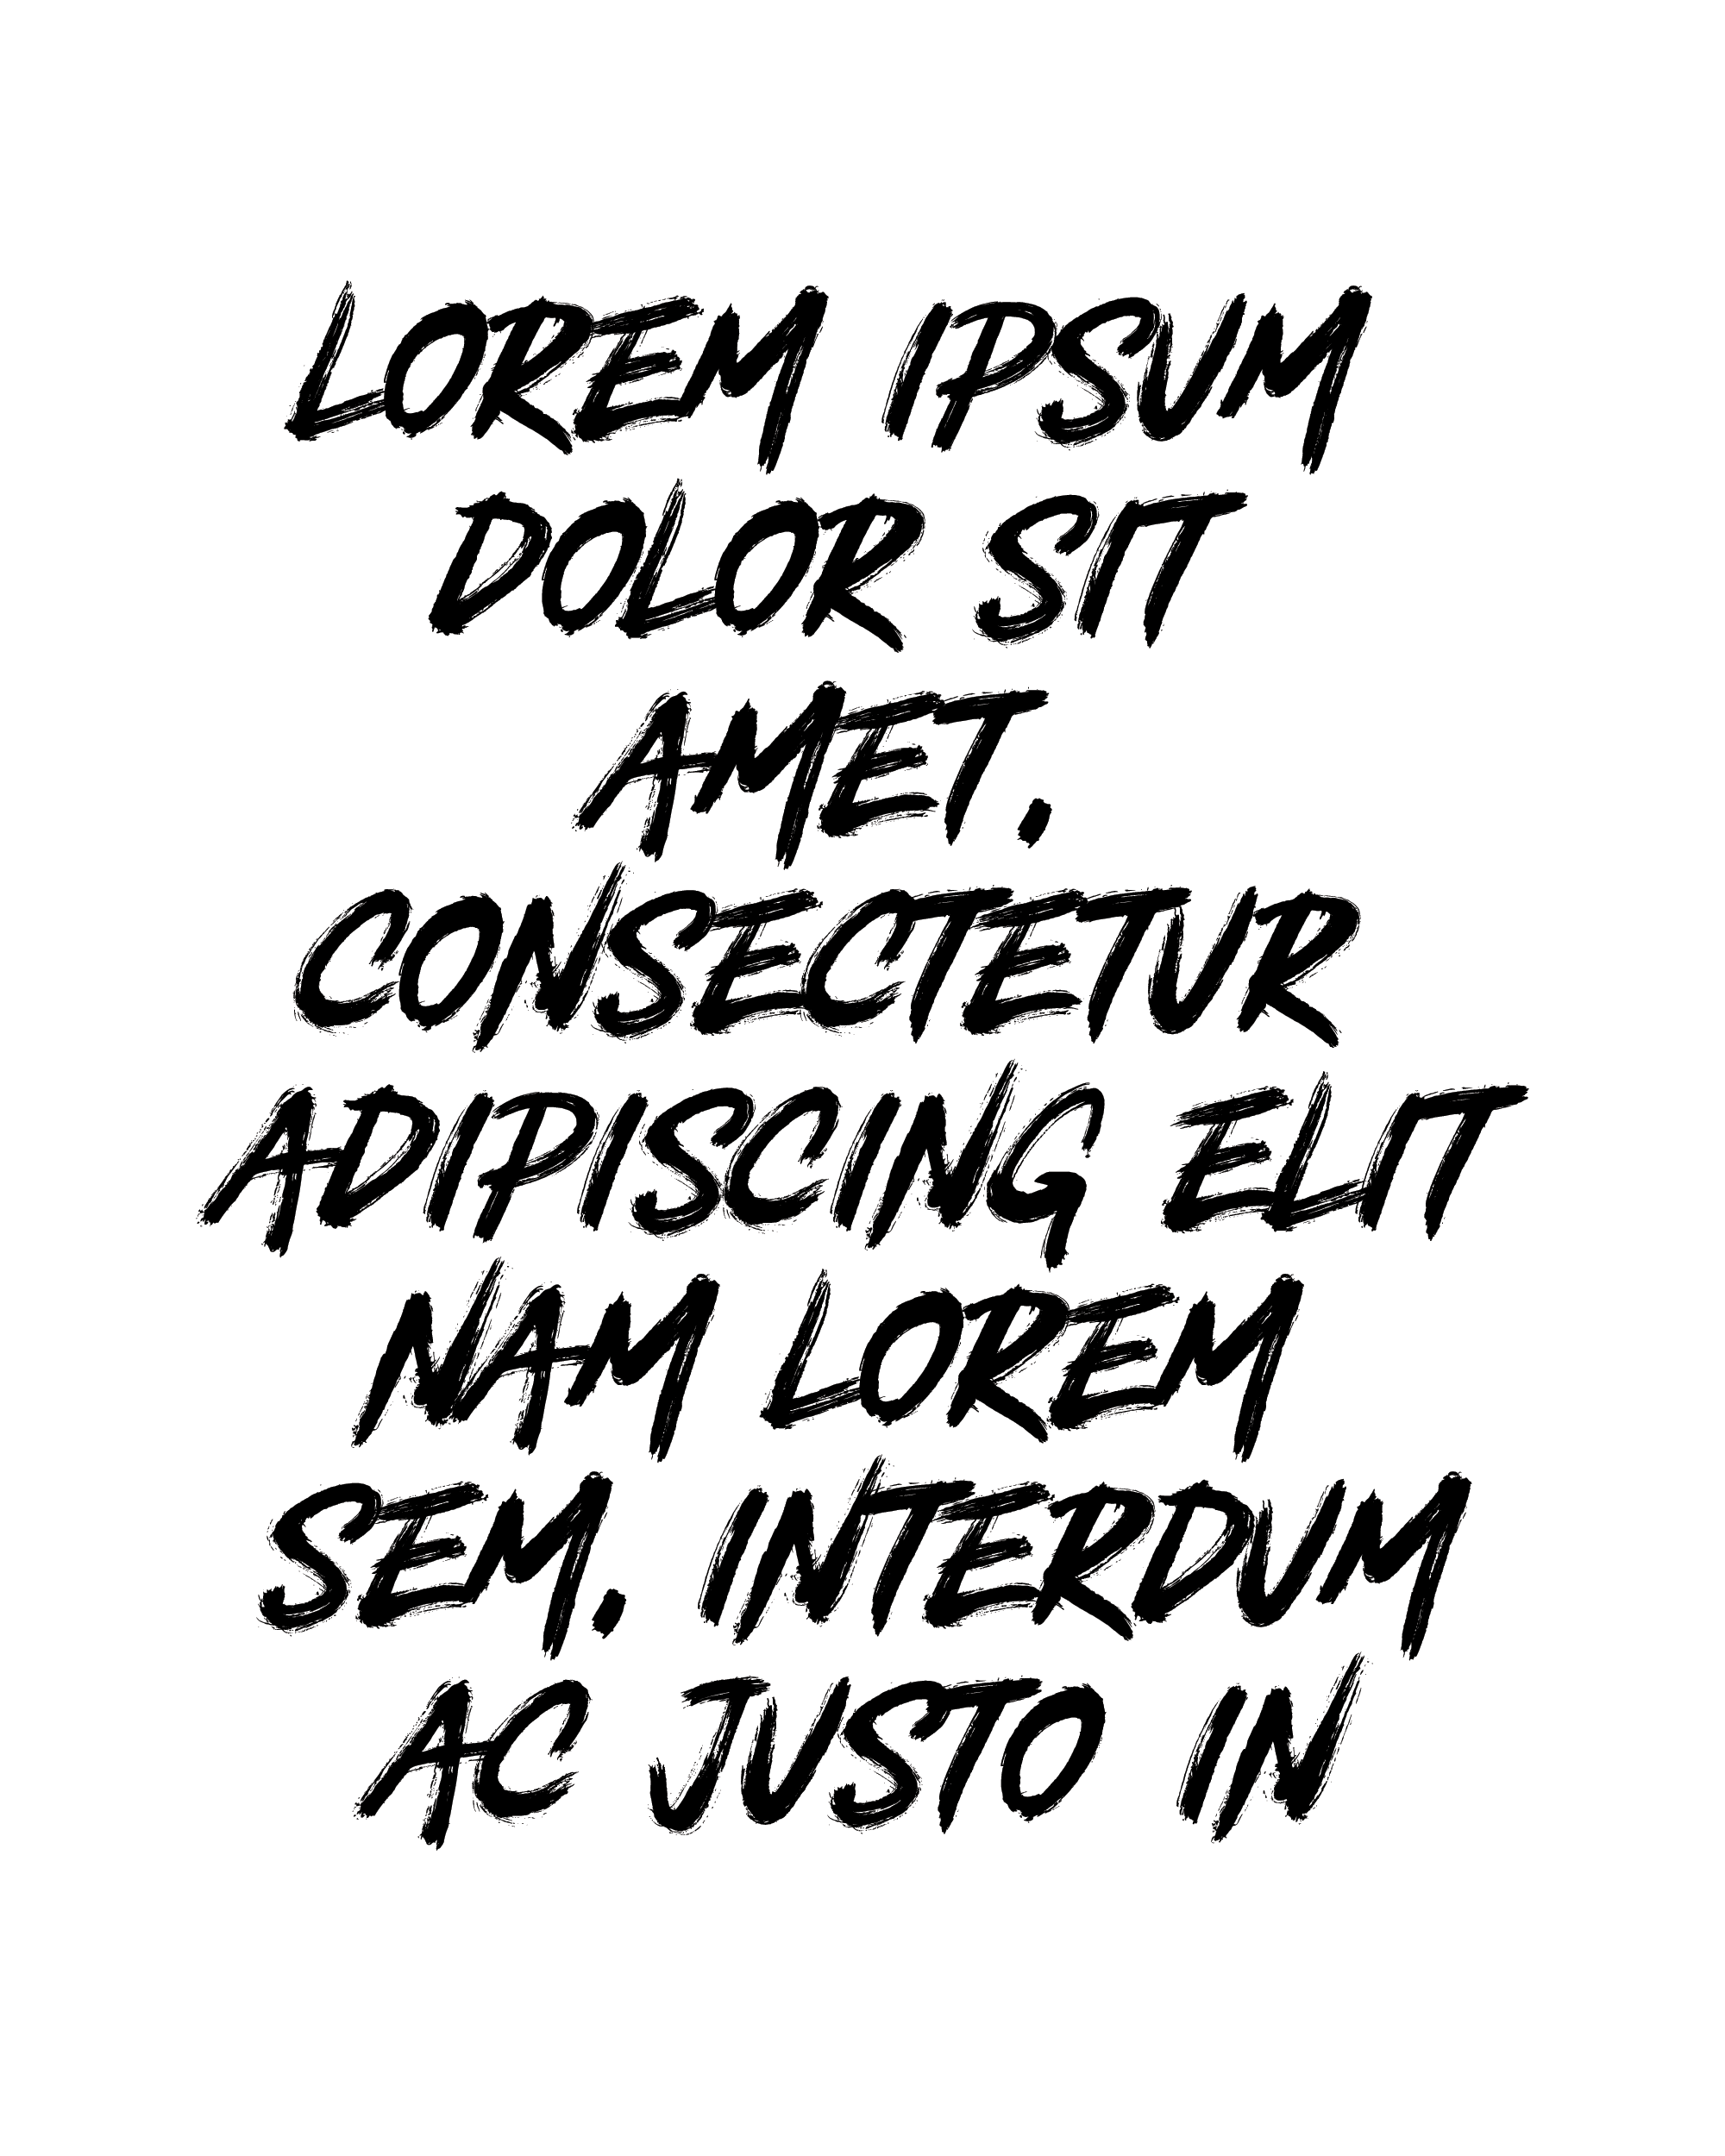 LOREM IPSUM
DOLOR SIT
AMET,
CONSECTETUR
ADIPISCING ELIT
NAM LOREM
SEM, INTERDUM
AC JUSTO IN